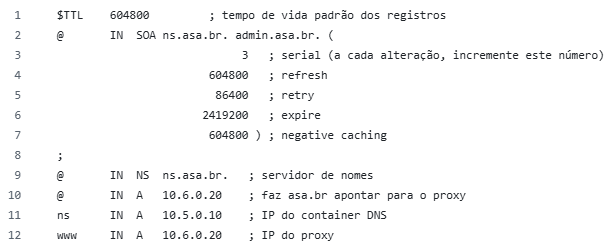 1 $TTL 604800 ; tempo de vida padrão dos registros
2 @ IN SOA ns.asa.br. admin.asa.br. (
3 3 ; serial (a cada alteração, incremente este número)
4 604800 ; refresh
5 86400 ; retry
6 2419200 ; expire
7 604800 ) ; negative caching
8 ;
9 @ IN NS ns.asa.br. ; servidor de nomes
10 @ IN A 10.6.0.20 ; faz asa.br apontar para o proxy
11 ns IN A 10.5.0.10 ; IP do container DNS
12 www IN A 10.6.0.20 ; IP do proxy